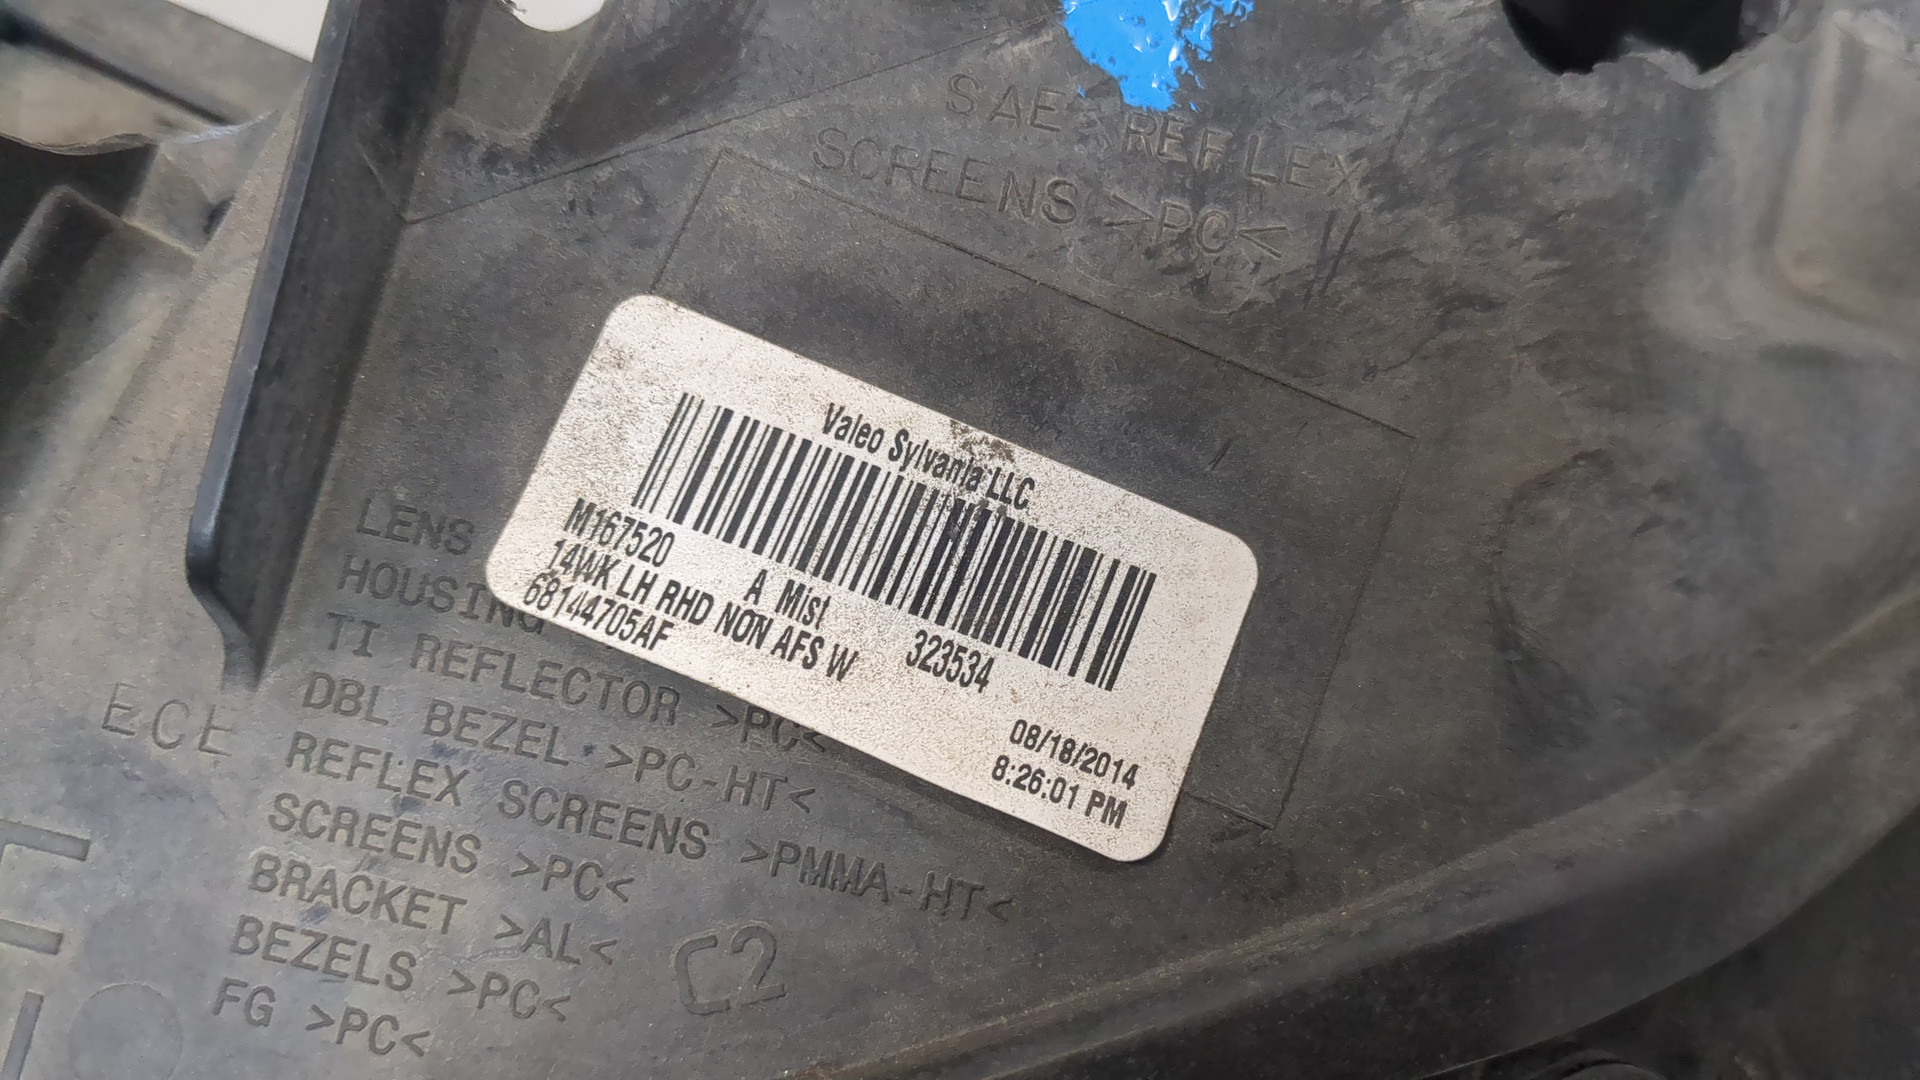 SAE REFLEX
SCREENS >PC<
Valeo Sylvania LLC
M167520
A Mist
323534
14WK LH RHD NON AFS W
68144705AF
08/18/2014
8:26:01 PM
LENS
HOUSING
TI REFLECTOR >PC<
DBL BEZEL >PC-HT<
ECE REFLEX SCREENS >PMMA-HT<
SCREENS >PC<
BRACKET >AL<
BEZELS >PC<
FG >PC<
C2